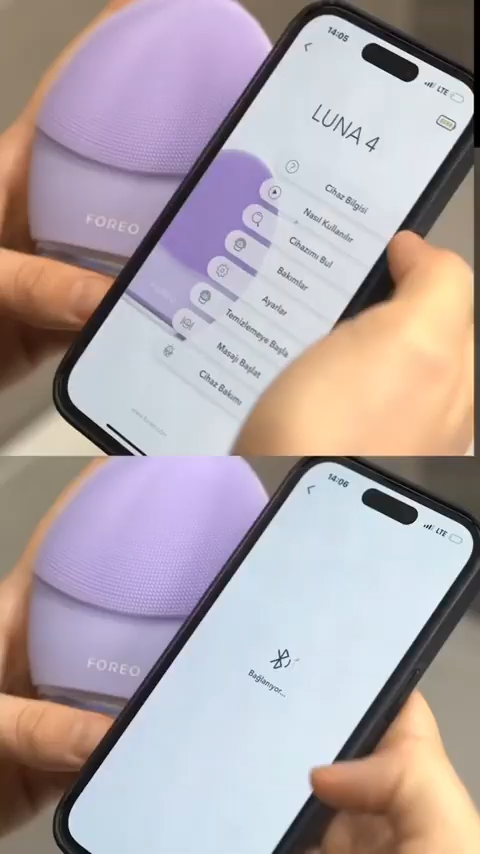 14:05
LTE
LUNA 4
Cihaz Bilgisi
Nasıl Kullanılır
Cihazımı Bul
Bakımlar
Ayarlar
Temizlemeye Başla
Masajı Başlat
Cihaz Bakımı
FOREO
14:06
LTE
Bağlanıyor...
FOREO